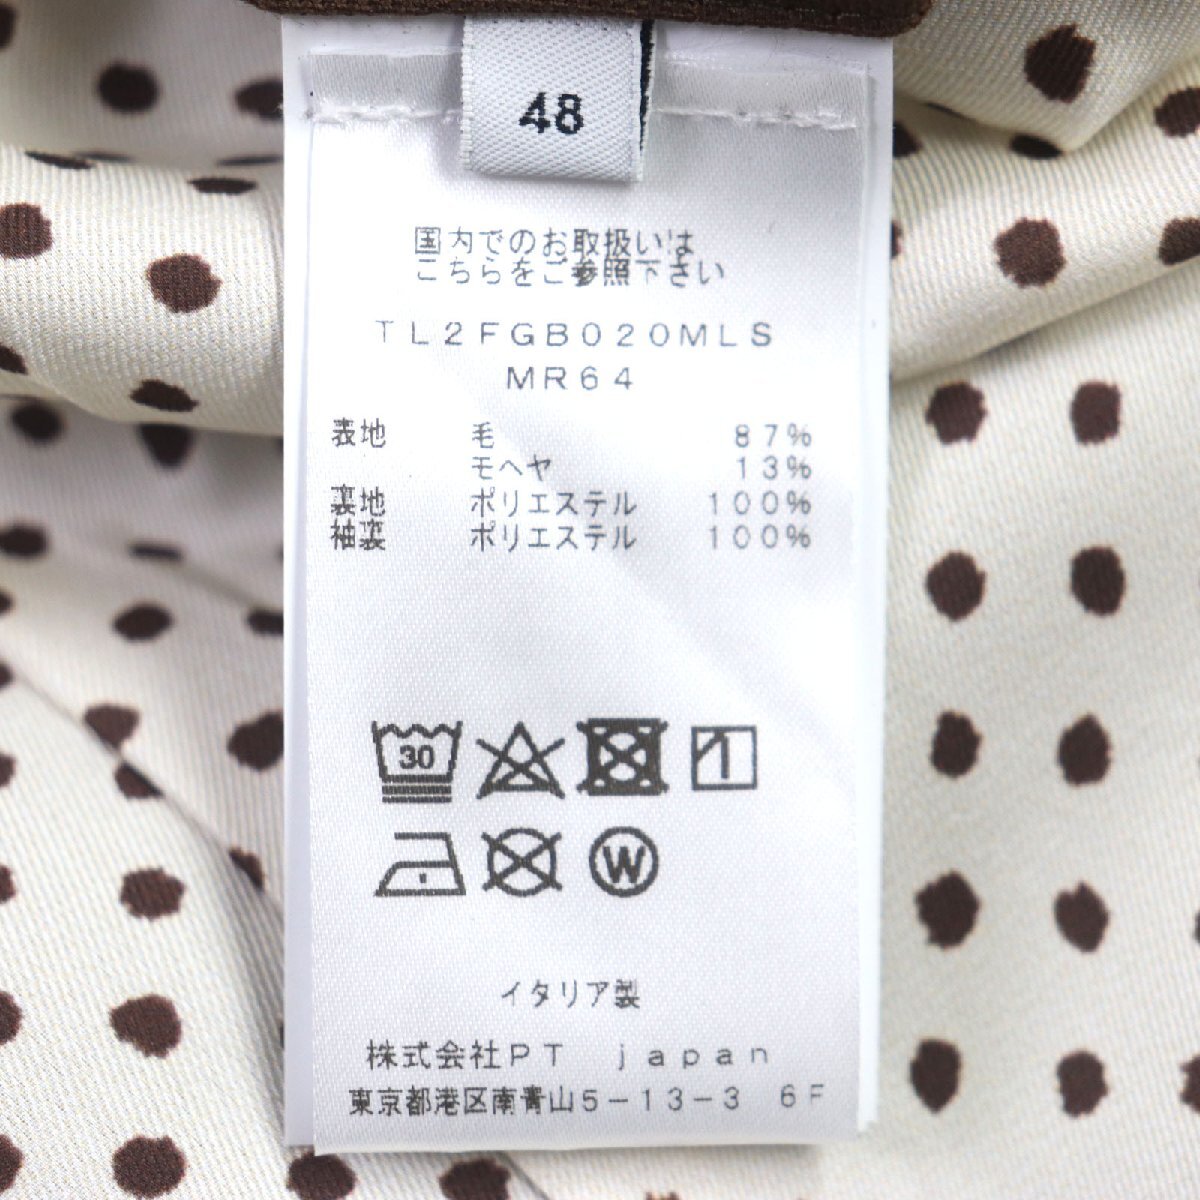 48
国内でのお取扱いは
こちらをご参照下さい
TL2FGB020MLS
MR64
表地 毛 87%
モヘヤ 13%
裏地 ポリエステル 100%
袖裏 ポリエステル 100%
30
W
イタリア製
株式会社PT japan
東京都港区南青山5-13-3 6F